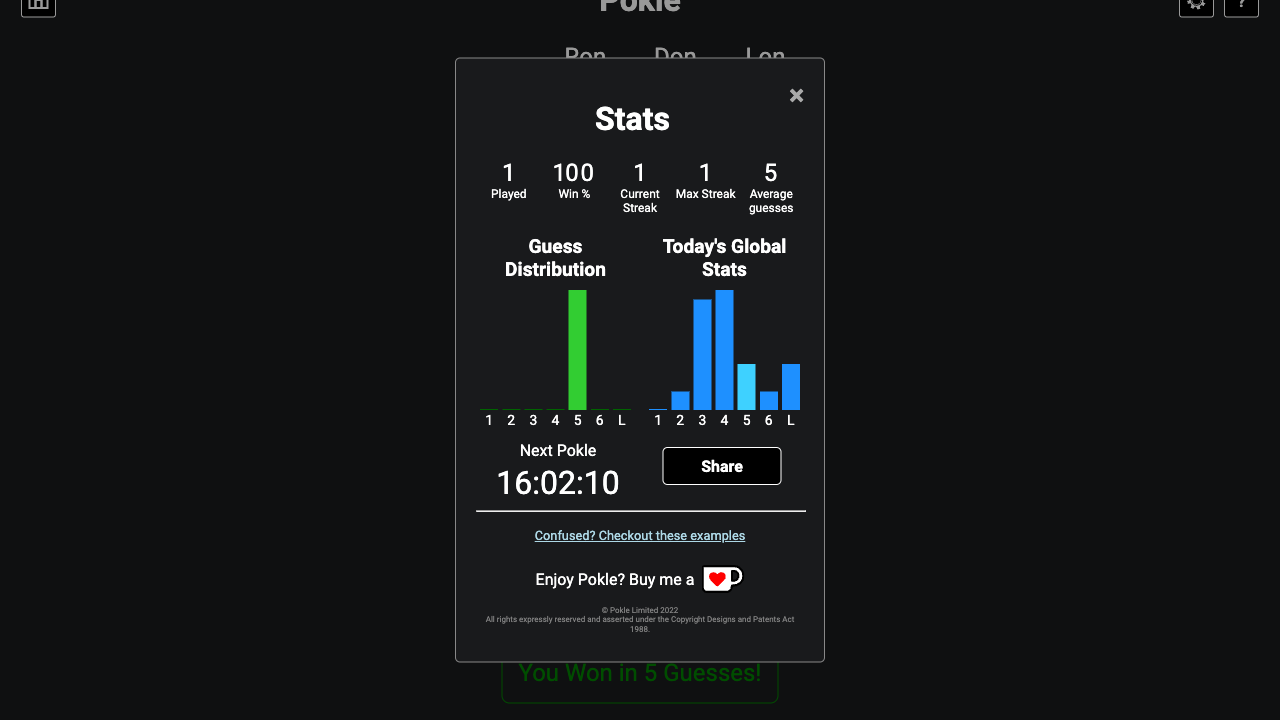 Pokle
?
Ron Don Lon
×
Stats
1 100 1 1 5
Played Win % Current Streak Max Streak Average guesses
Guess Distribution
Today's Global Stats
1 2 3 4 5 6 L
1 2 3 4 5 6 L
Next Pokle
16:02:10
Share
Confused? Checkout these examples
Enjoy Pokle? Buy me a
© Pokle Limited 2022
All rights expressly reserved and asserted under the Copyright Designs and Patents Act
1988.
You Won in 5 Guesses!